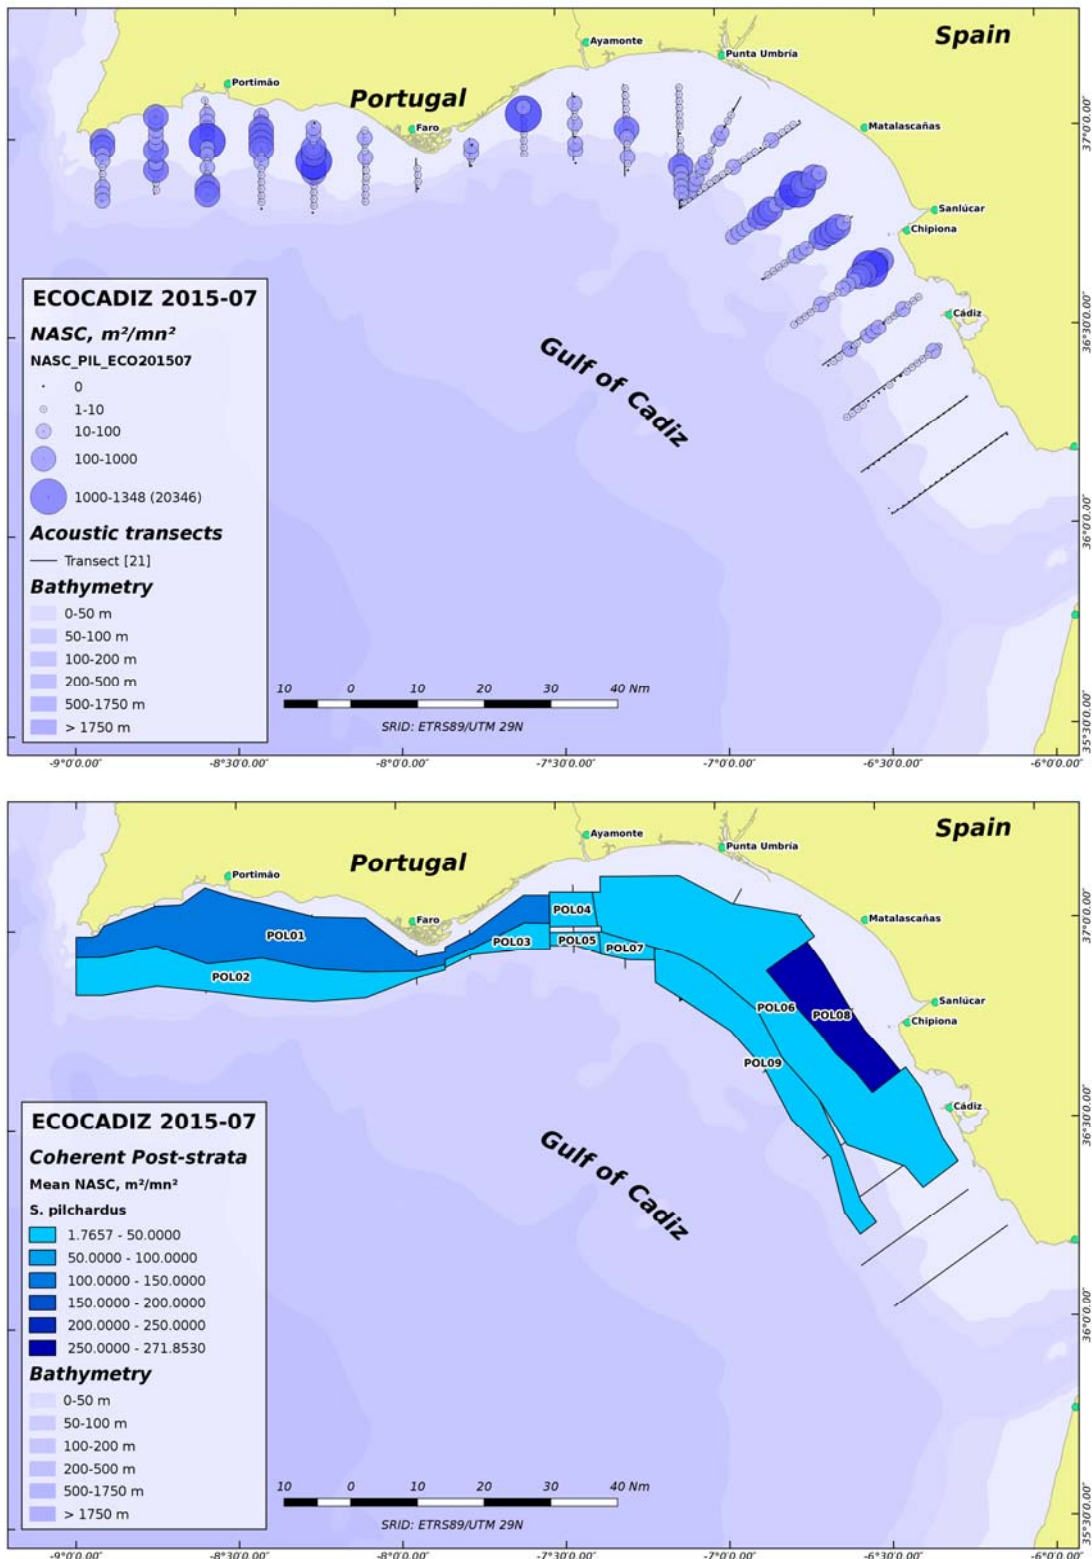 Spain
Ayamonte
Punta Umbría
Portimão
Portugal
Faro
Matalascañas
37°0'0.00"
Sanlúcar
Chipiona
ECOCADIZ 2015-07
NASC, m²/mn²
NASC_PIL_ECO201507
0
1-10
10-100
100-1000
1000-1348 (20346)
Acoustic transects
Transect [21]
Bathymetry
0-50 m
50-100 m
100-200 m
200-500 m
500-1750 m
> 1750 m
Cádiz
36°30'0.00"
Gulf of Cadiz
36°0'0.00"
10 0 10 20 30 40 Nm
SRID: ETRS89/UTM 29N
35°30'0.00"
-9°0'0.00" -8°30'0.00" -8°0'0.00" -7°30'0.00" -7°0'0.00" -6°30'0.00" -6°0'0.00"
Spain
Ayamonte
Punta Umbría
Portugal
Portimão
Faro
Matalascañas
37°0'0.00"
POL01
POL02
POL03
POL04
POL05
POL07
POL06
POL08
POL09
Sanlúcar
Chipiona
Cádiz
36°30'0.00"
ECOCADIZ 2015-07
Coherent Post-strata
Mean NASC, m²/mn²
S. pilchardus
1.7657 - 50.0000
50.0000 - 100.0000
100.0000 - 150.0000
150.0000 - 200.0000
200.0000 - 250.0000
250.0000 - 271.8530
Bathymetry
0-50 m
50-100 m
100-200 m
200-500 m
500-1750 m
> 1750 m
Gulf of Cadiz
36°0'0.00"
10 0 10 20 30 40 Nm
SRID: ETRS89/UTM 29N
35°30'0.00"
-9°0'0.00" -8°30'0.00" -8°0'0.00" -7°30'0.00" -7°0'0.00" -6°30'0.00" -6°0'0.00"